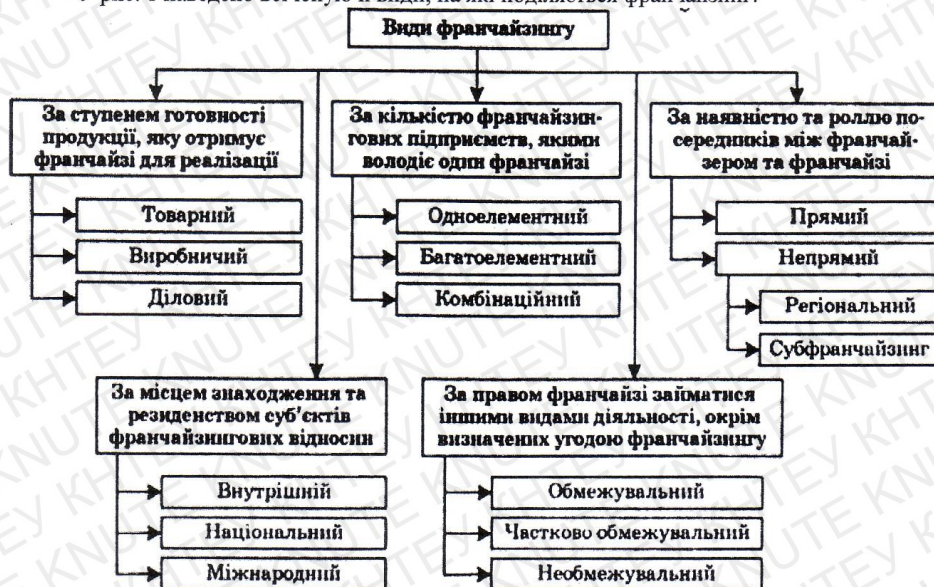 Види франчайзингу
За ступенем готовності
продукції, яку отримує
франчайзі для реалізації
Товарний
Виробничий
Діловий
За кількістю франчайзин-
гових підприємств, якими
володіє один франчайзі
Одноелементний
Багатоелементний
Комбінаційний
За наявністю та роллю по-
середників між франчай-
зером та франчайзі
Прямий
Непрямий
Регіональний
Субфранчайзинг
За місцем знаходження та
резиденством суб'єктів
франчайзингових відносин
Внутрішній
Національний
Міжнародний
За правом франчайзі займатися
іншими видами діяльності, окрім
визначених угодою франчайзингу
Обмежувальний
Частково обмежувальний
Необмежувальний
КНТЕУ KNUTE